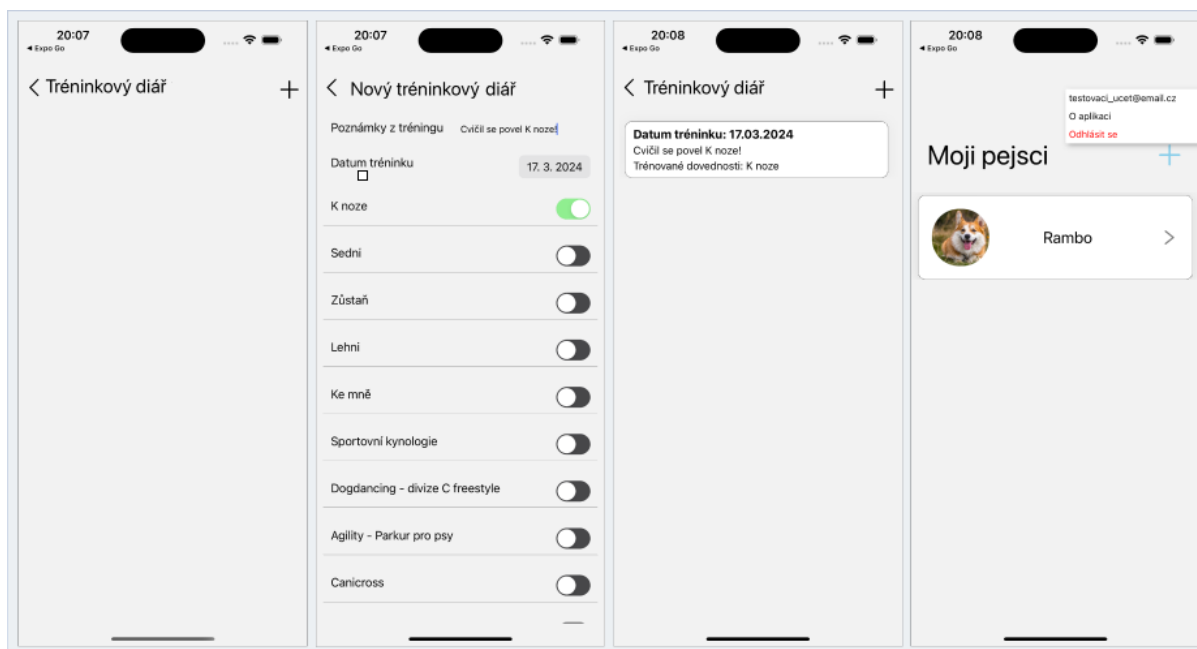 20:07
◀ Expo Go
Tréninkový diář
20:07
◀ Expo Go
Nový tréninkový diář
Poznámky z tréningu Cvičil se povel K noze!
Datum tréninku 17. 3. 2024
K noze
Sedni
Zůstaň
Lehni
Ke mně
Sportovní kynologie
Dogdancing - divize C freestyle
Agility - Parkur pro psy
Canicross
20:08
◀ Expo Go
Tréninkový diář
Datum tréninku: 17.03.2024
Cvičil se povel K noze!
Trénované dovednosti: K noze
20:08
◀ Expo Go
testovaci_ucet@email.cz
O aplikaci
Odhlásit se
Moji pejsci
Rambo